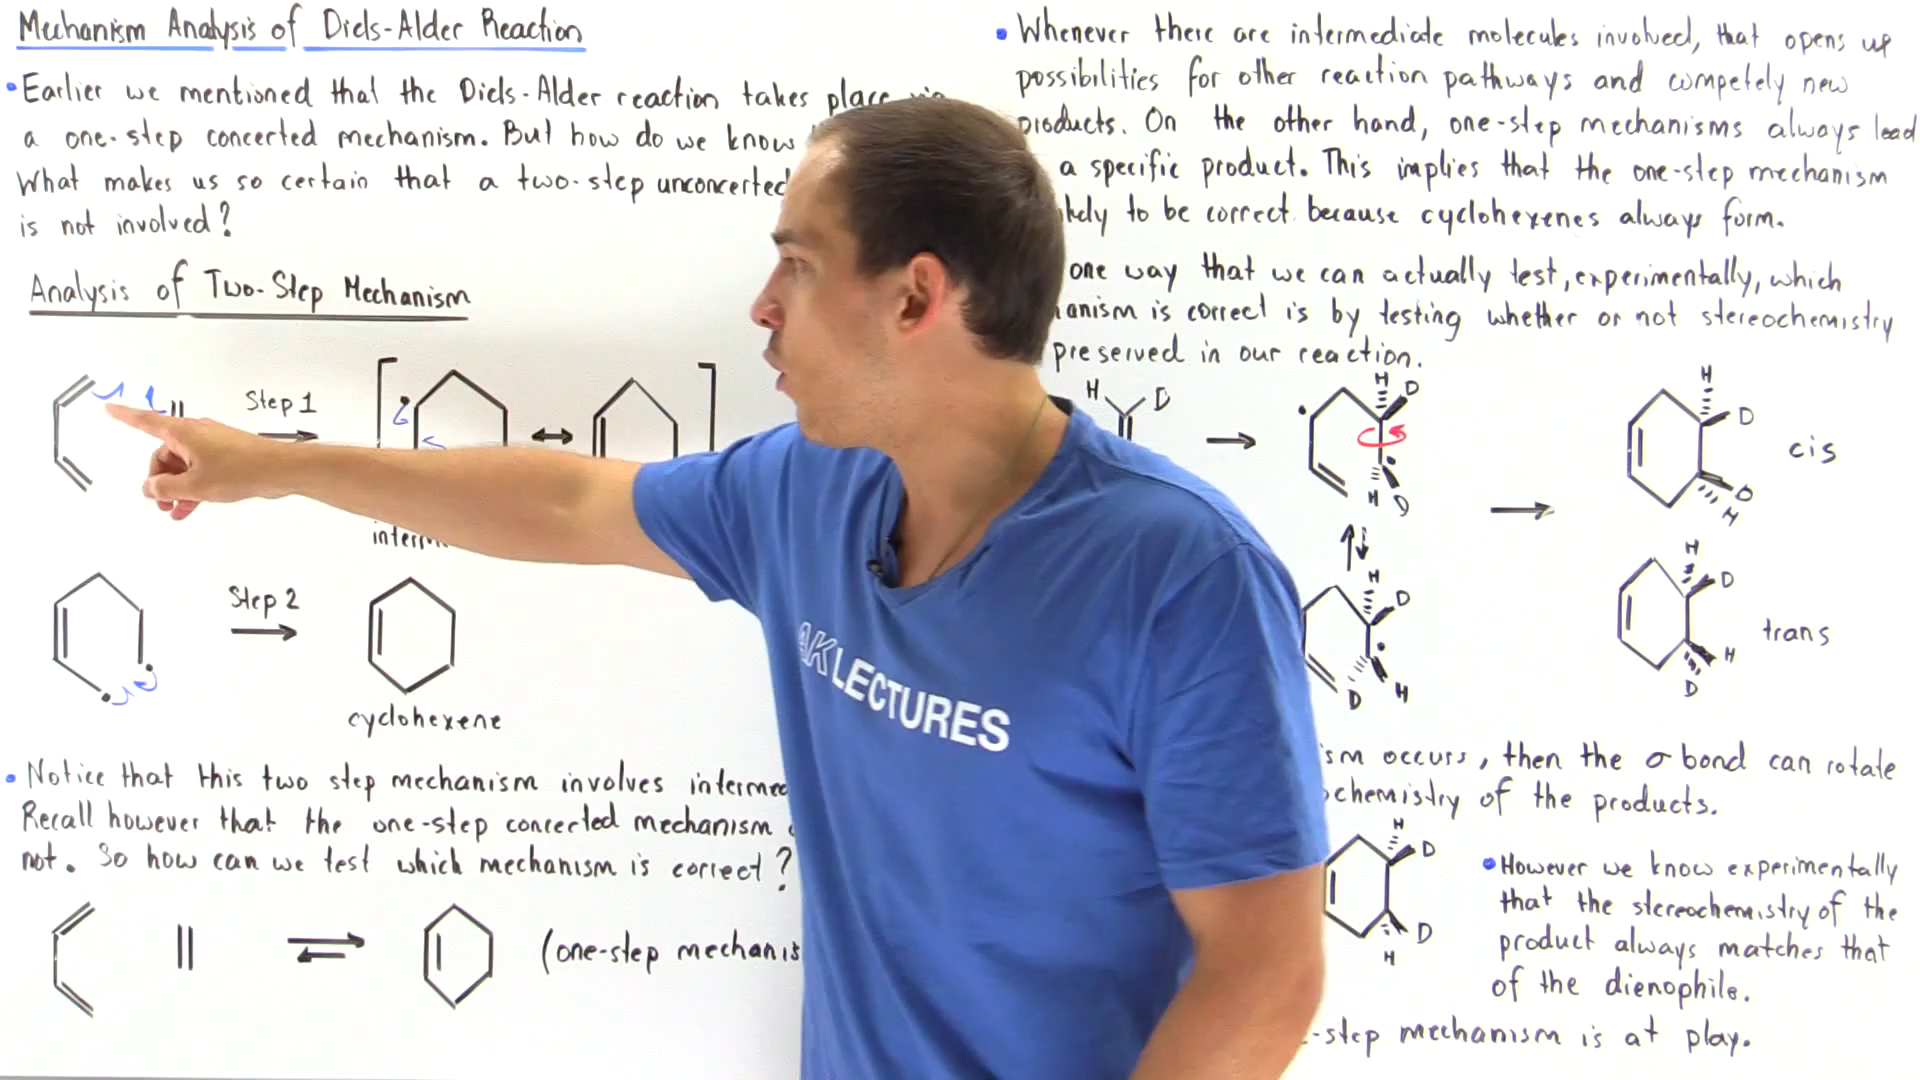 Mechanism Analysis of Diels-Alder Reaction
• Earlier we mentioned that the Diels-Alder reaction takes place via
a one-step concerted mechanism. But how do we know
What makes us so certain that a two-step unconcerted
is not involved?
Analysis of Two-Step Mechanism
Step 1
Step 2
cyclohexene
• Notice that this two step mechanism involves
Recall however that the one-step concerted mechanism
not. So how can we test which mechanism is correct?
(one-step
• Whenever there are intermediate molecules involved, that opens up
possibilities for other reaction pathways and competely new
products. On the other hand, one-step mechanisms always lead
a specific product. This implies that the one-step mechanism
to be correct because cyclohexenes always form.
one way that we can actually test, experimentally, which
is correct is by testing whether or not stereochemistry
preserved in our reaction.
H D
H D
H D
H D
D H
cis
H D
D H
H D
H D
trans
occurs, then the σ bond can rotate
of the products.
H D
D
H
• However we know experimentally
that the stereochemistry of the
product always matches that
of the dienophile.
-step mechanism is at play.
AK LECTURES